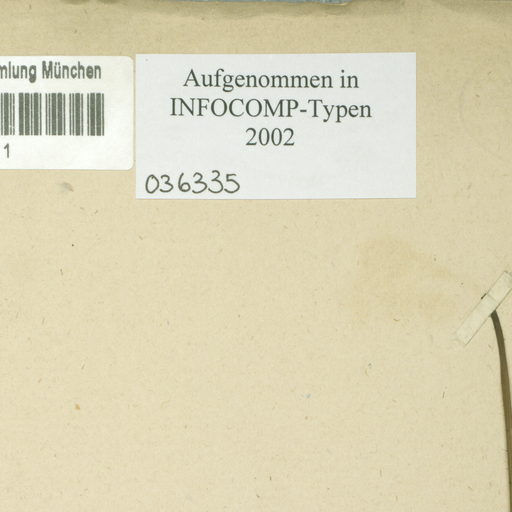 mlung München
1
Aufgenommen in
INFOCOMP-Typen
2002
036335